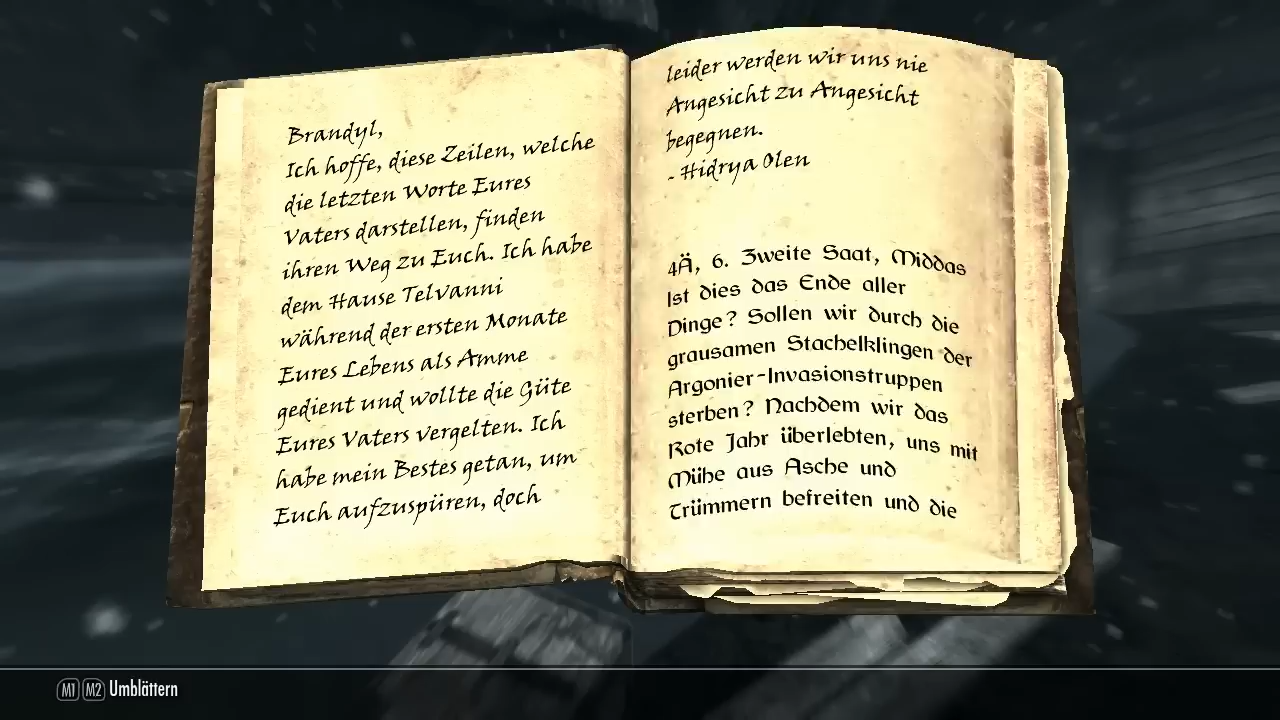 Brandyl,
Ich hoffe, diese Zeilen, welche
die letzten Worte Eures
Vaters darstellen, finden
ihren Weg zu Euch. Ich habe
dem Hause Telvanni
während der ersten Monate
Eures Lebens als Amme
gedient und wollte die Güte
Eures Vaters vergelten. Ich
habe mein Bestes getan, um
Euch aufzuspüren, doch
leider werden wir uns nie
Angesicht zu Angesicht
begegnen.
- Hidrya Olen
4Ä, 6. Zweite Saat, Middas
Ist dies das Ende aller
Dinge? Sollen wir durch die
grausamen Stachelklingen der
Argonier-Invasionstruppen
sterben? Nachdem wir das
Rote Jahr überlebten, uns mit
Mühe aus Asche und
Trümmern befreiten und die
M1 M2 Umblättern